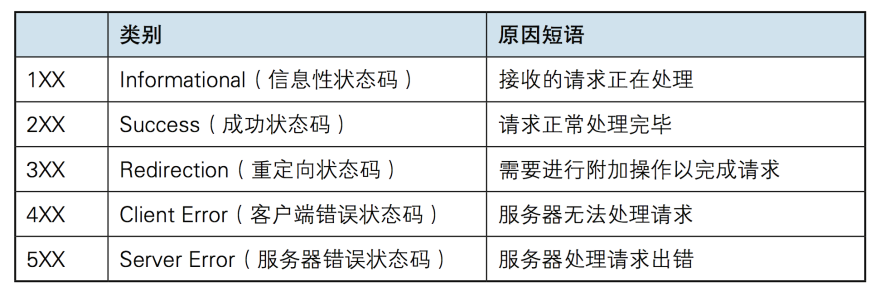 类别 原因短语
1XX Informational（信息性状态码） 接收的请求正在处理
2XX Success（成功状态码） 请求正常处理完毕
3XX Redirection（重定向状态码） 需要进行附加操作以完成请求
4XX Client Error（客户端错误状态码） 服务器无法处理请求
5XX Server Error（服务器错误状态码） 服务器处理请求出错